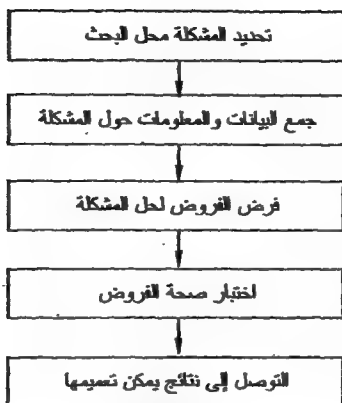 تحديد المشكلة محل البحث
جمع البيانات والمعلومات حول المشكلة
فرض الفروض لحل المشكلة
اختبار صحة الفروض
التوصل إلى نتائج يمكن تعميمها